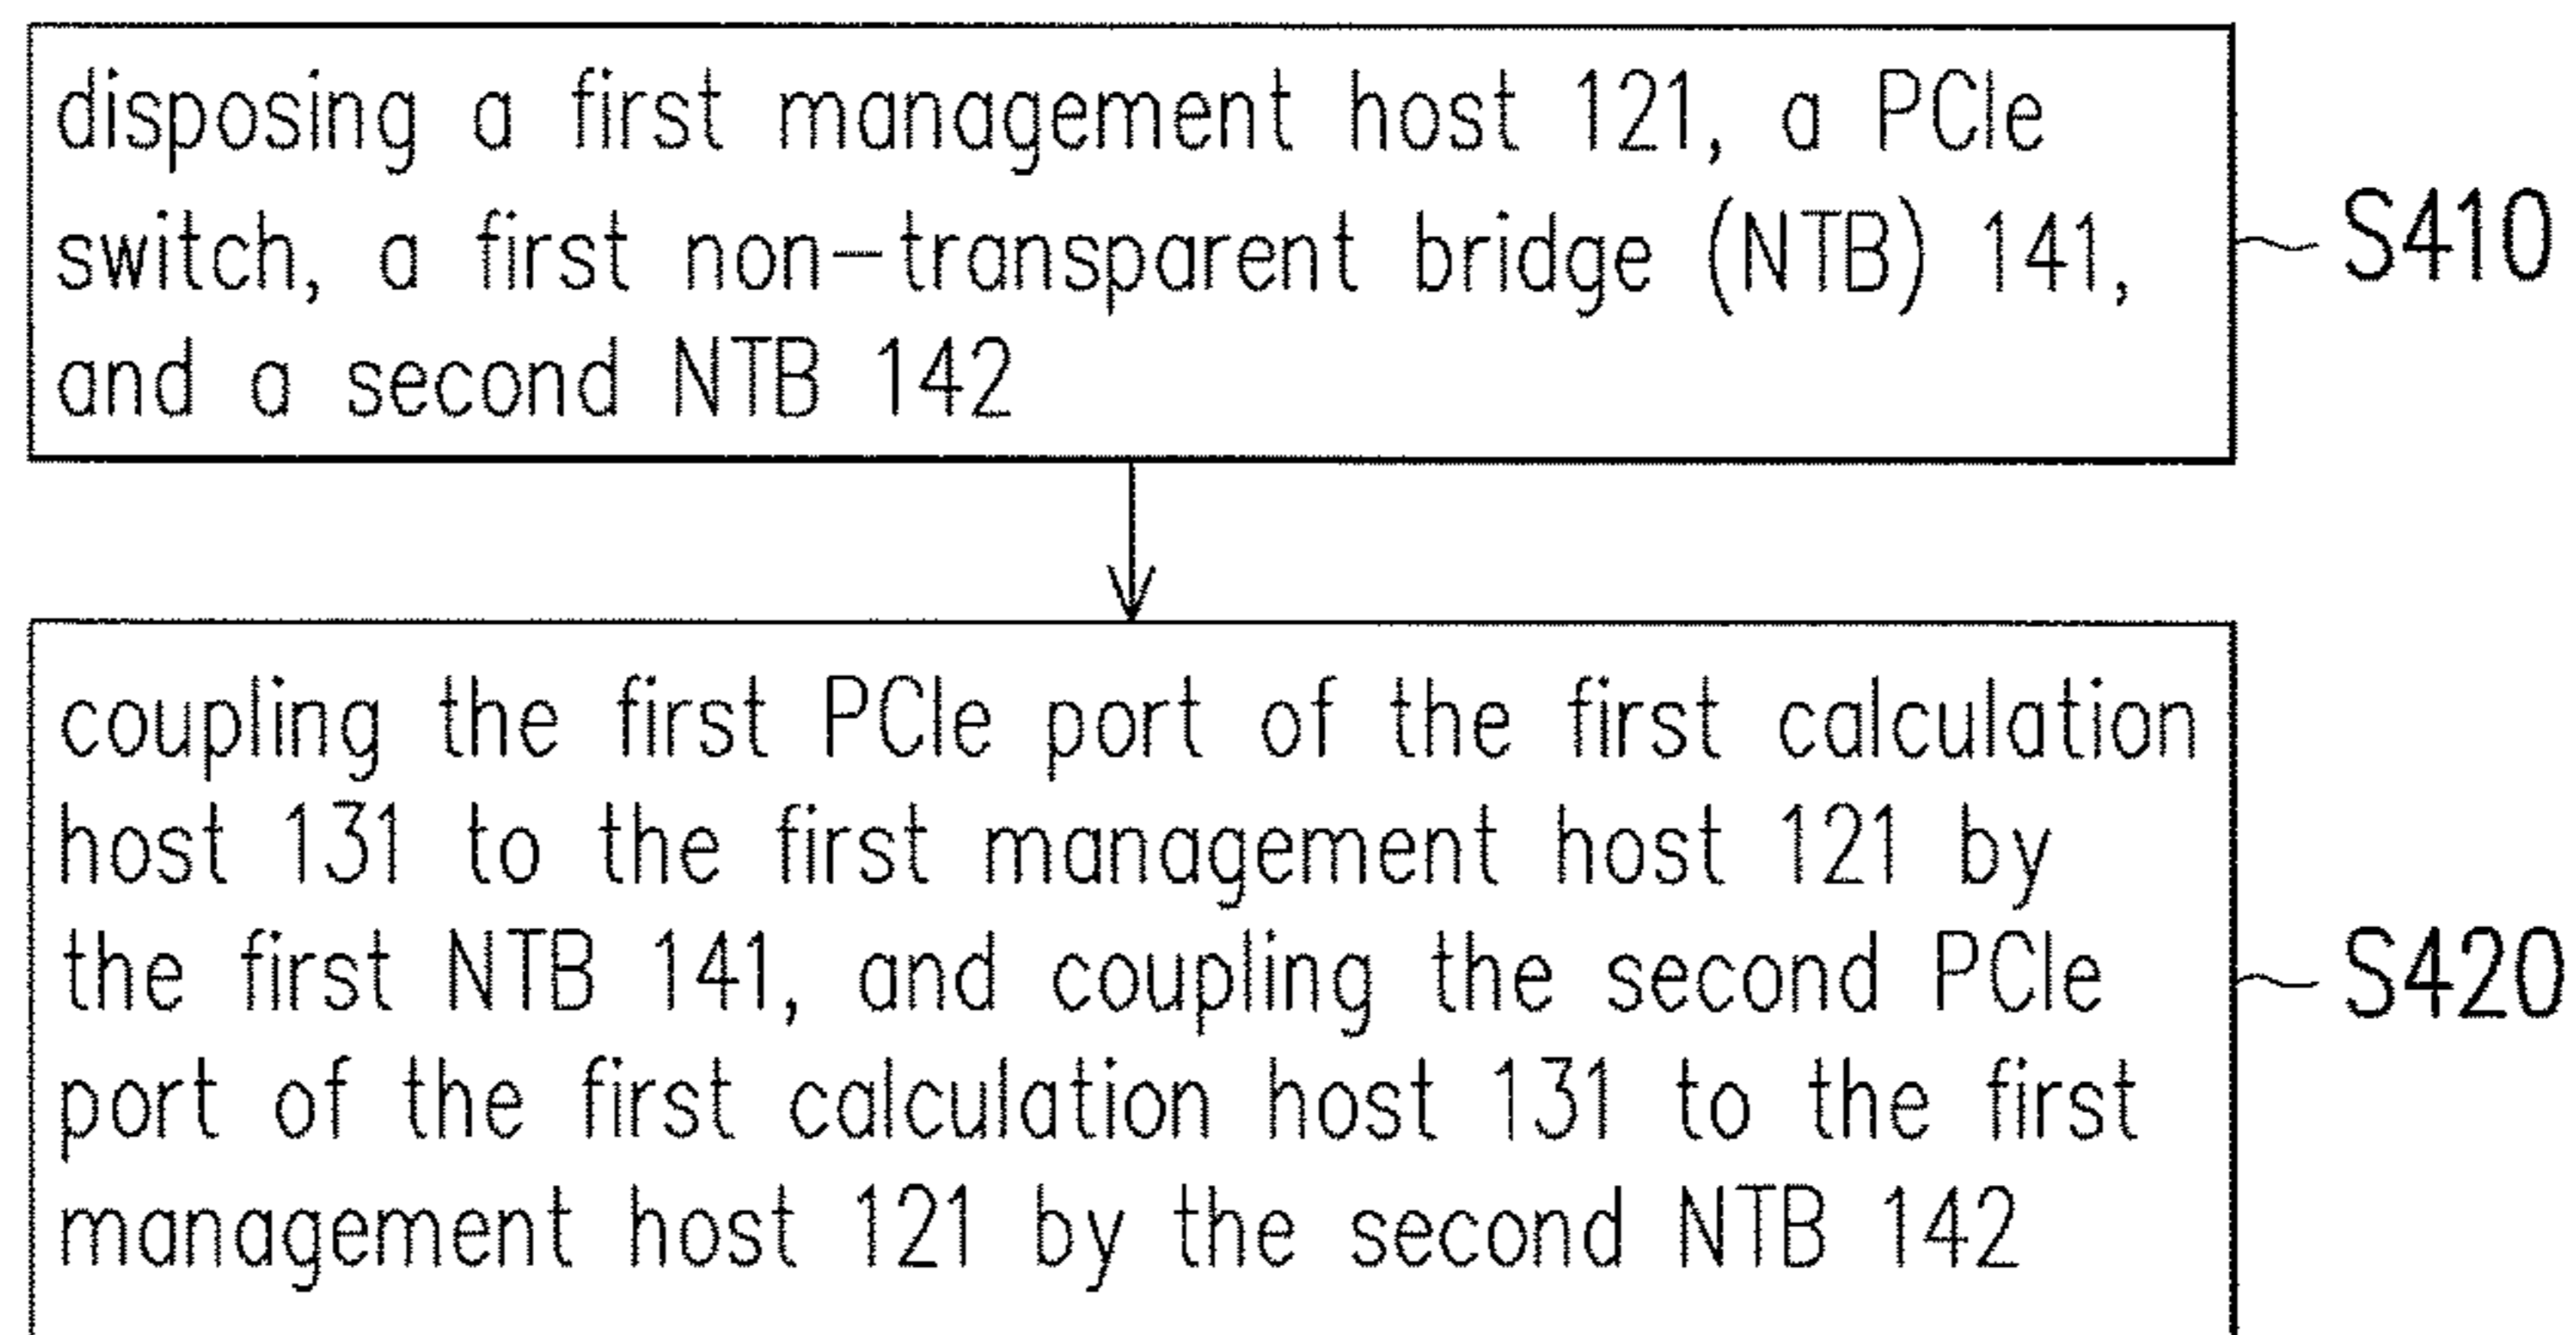 disposing a first management host 121, a PCIe
switch, a first non-transparent bridge (NTB) 141,
and a second NTB 142
S410
coupling the first PCIe port of the first calculation
host 131 to the first management host 121 by
the first NTB 141, and coupling the second PCIe
port of the first calculation host 131 to the first
management host 121 by the second NTB 142
S420